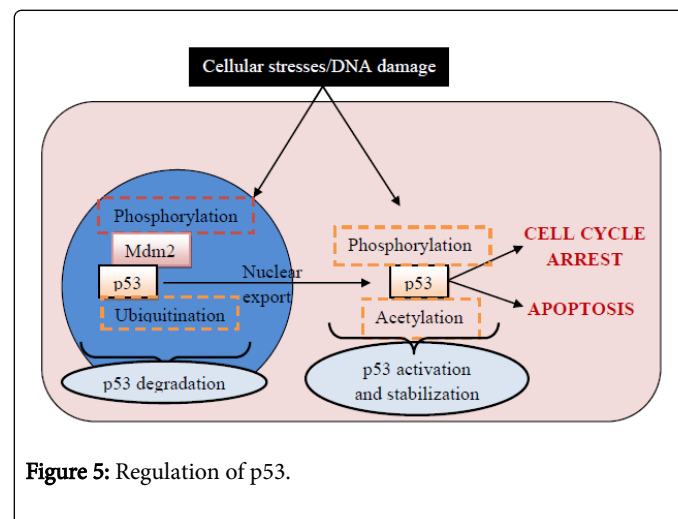 Cellular stresses/DNA damage
Phosphorylation
Mdm2
p53
Ubiquitination
p53 degradation
Nuclear
export
Phosphorylation
p53
Acetylation
p53 activation
and stabilization
CELL CYCLE
ARREST
APOPTOSIS
Figure 5: Regulation of p53.